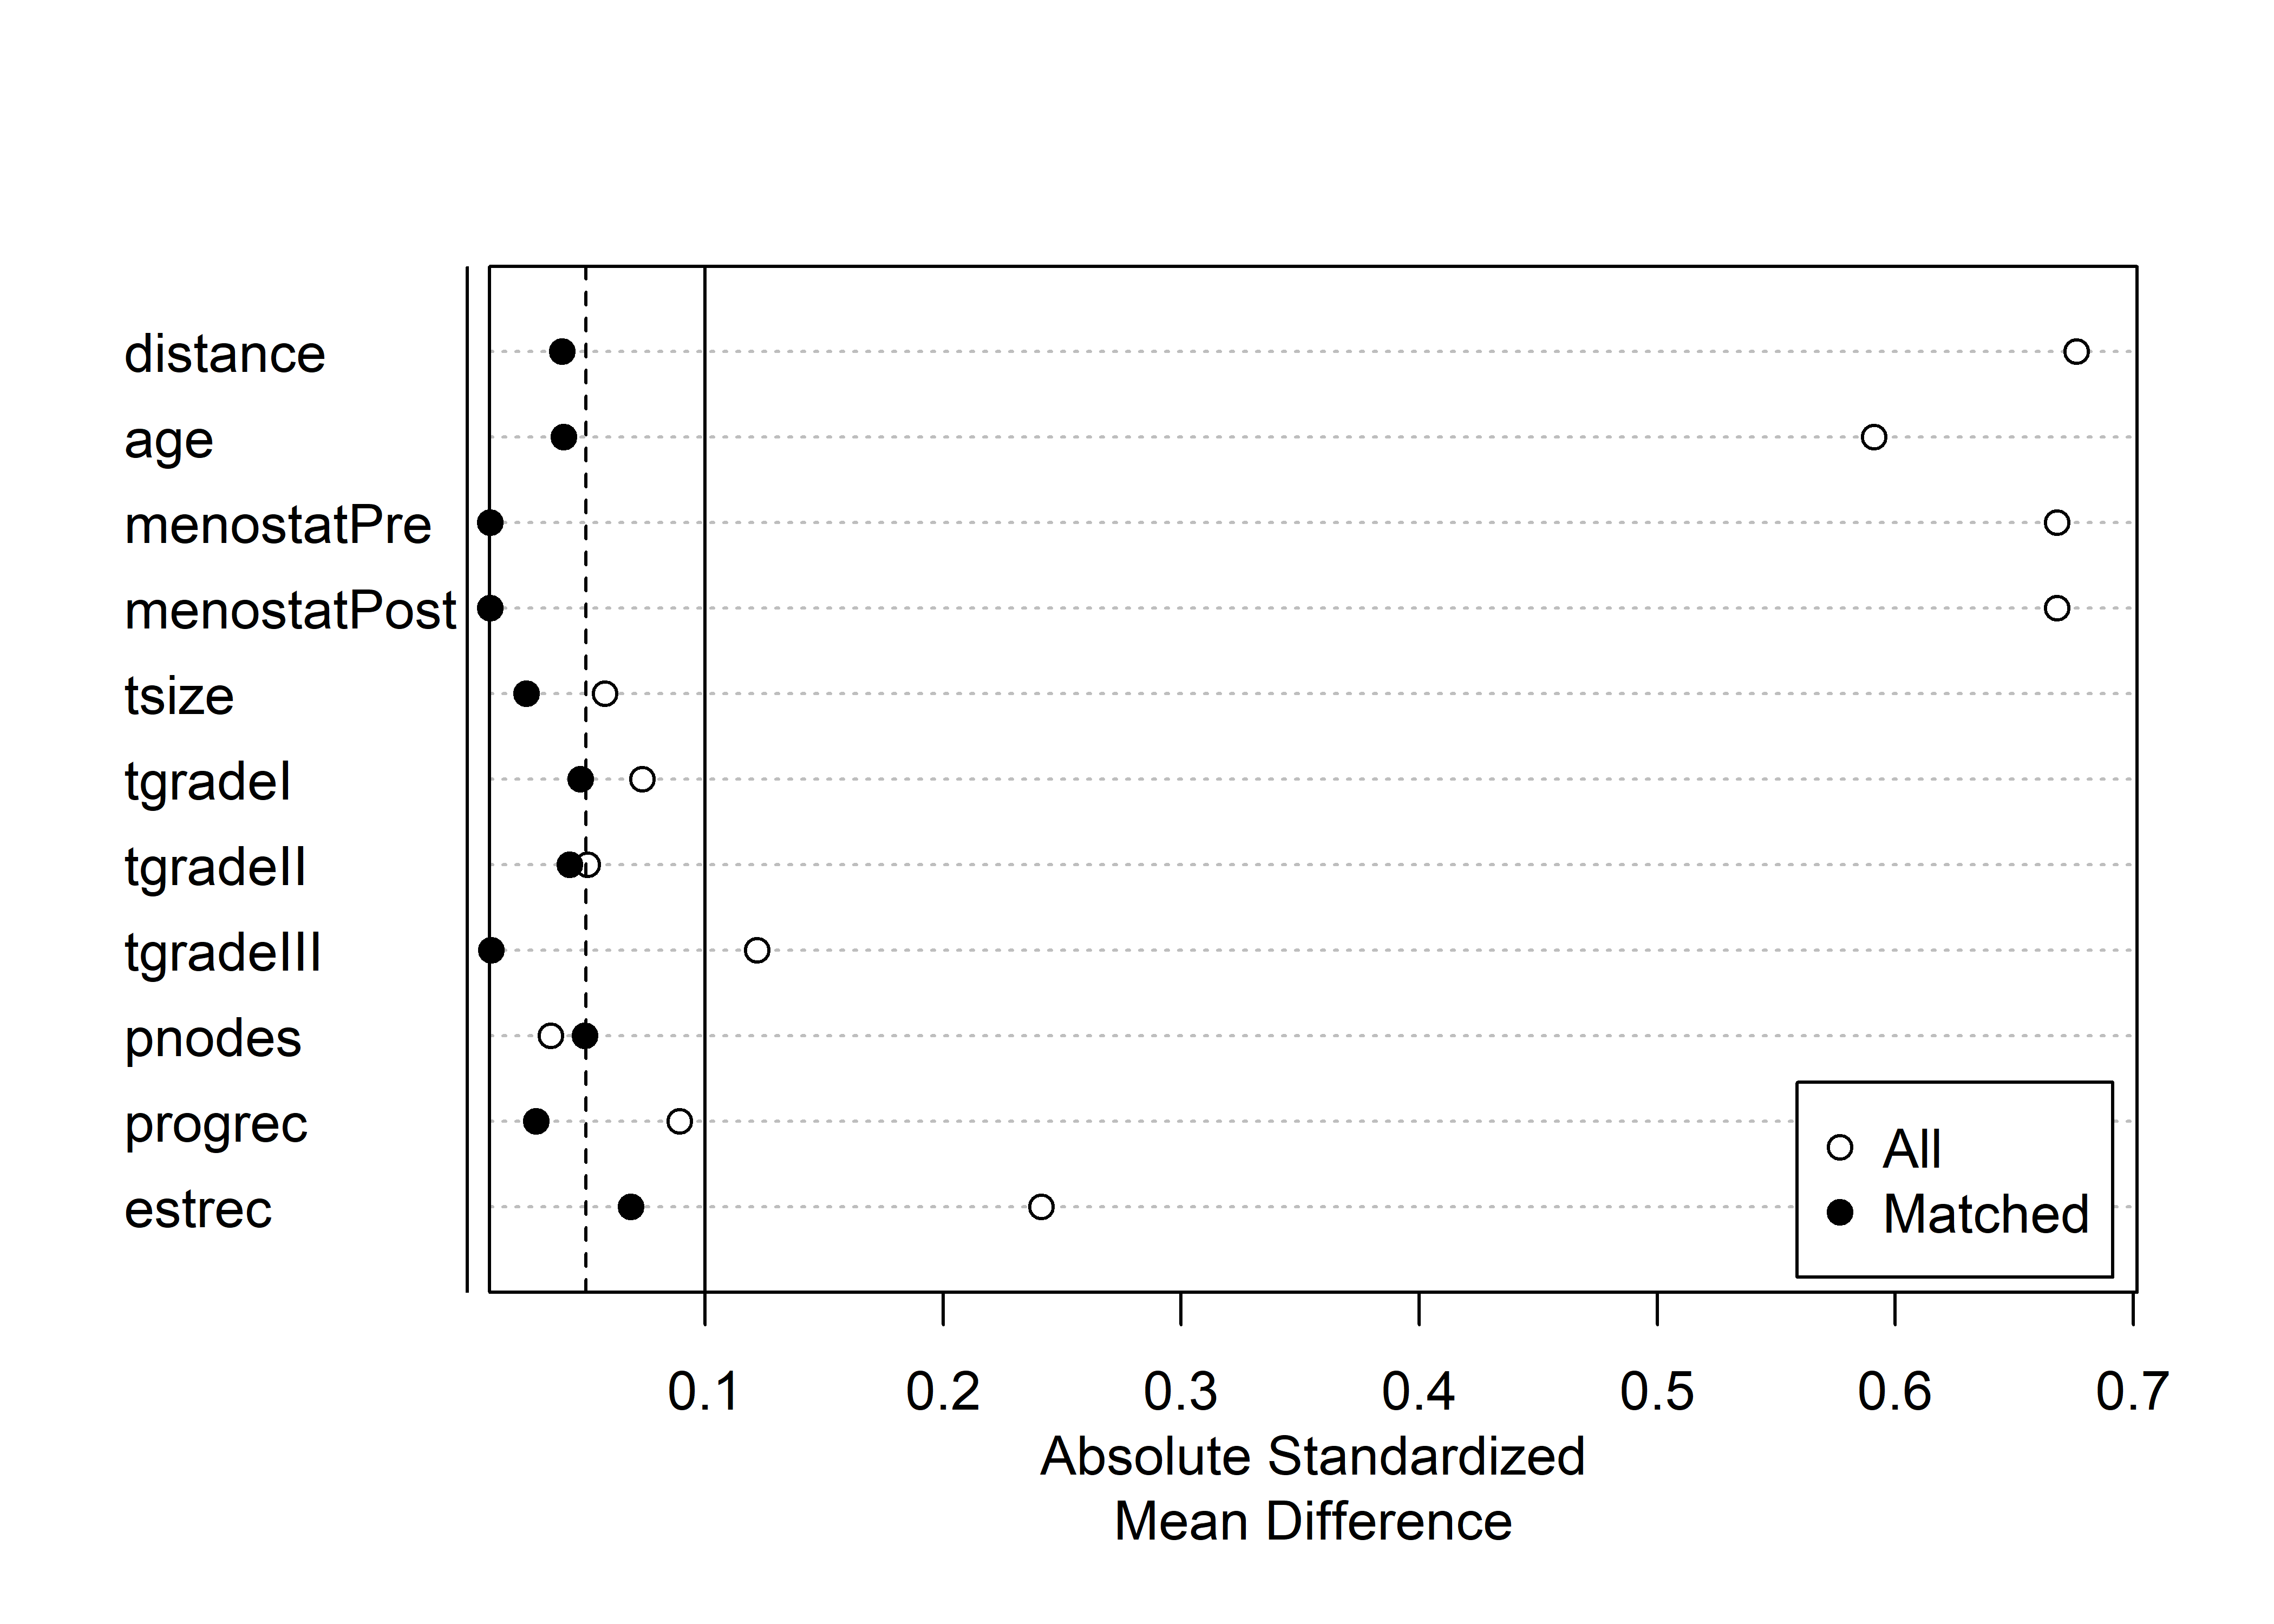 distance
age
menostatPre
menostatPost
tsize
tgradeI
tgradeII
tgradeIII
pnodes
progrec
estrec
All
Matched
0.1 0.2 0.3 0.4 0.5 0.6 0.7
Absolute Standardized
Mean Difference